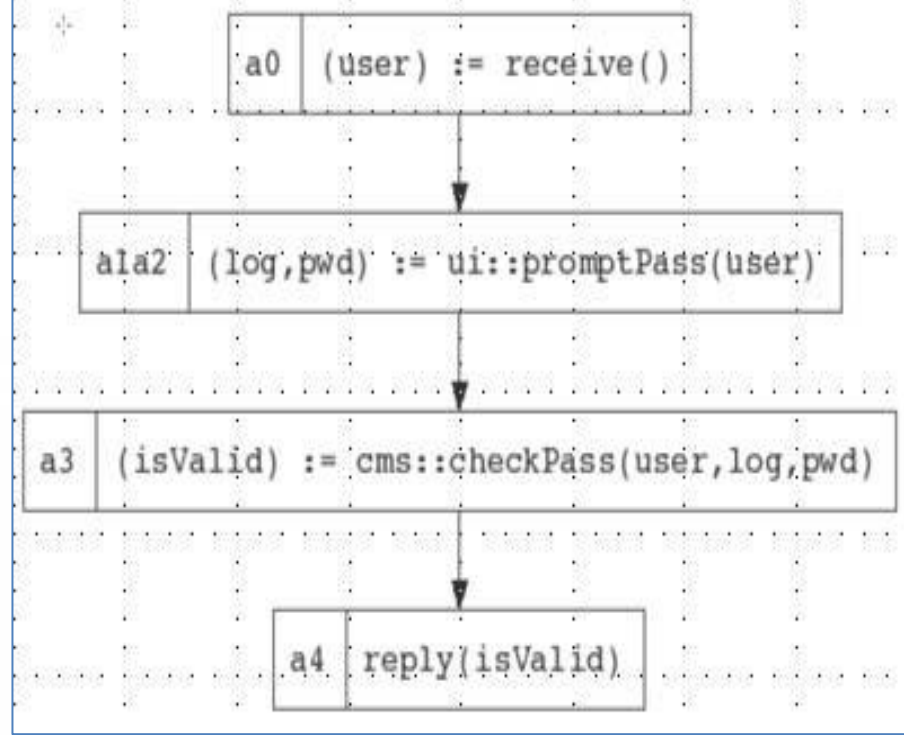 a0 (user) := receive()
a1a2 (log,pwd) := ui::promptPass(user)
a3 (isValid) := cms::checkPass(user,log,pwd)
a4 reply(isValid)